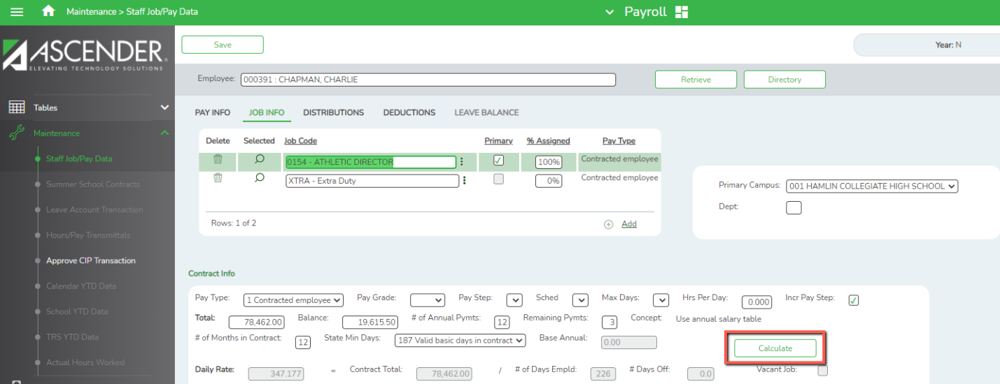 Maintenance > Staff Job/Pay Data
Payroll
ASCENDER
ELEVATING TECHNOLOGY SOLUTIONS
Save
Year: N
Employee: 000391 : CHAPMAN, CHARLIE
Retrieve
Directory
Tables
Maintenance
Staff Job/Pay Data
Summer School Contracts
Leave Account Transaction
Hours/Pay Transmittals
Approve CIP Transaction
Calendar YTD Data
School YTD Data
TRS YTD Data
Actual Hours Worked
PAY INFO JOB INFO DISTRIBUTIONS DEDUCTIONS LEAVE BALANCE
Delete Selected Job Code Primary % Assigned Pay Type
0154 - ATHLETIC DIRECTOR 100% Contracted employee
XTRA - Extra Duty 0% Contracted employee
Rows: 1 of 2 Add
Primary Campus: 001 HAMLIN COLLEGIATE HIGH SCHOOL
Dept:
Contract Info
Pay Type: 1 Contracted employee Pay Grade: Pay Step: Sched Max Days: Hrs Per Day: 0.000 Incr Pay Step:
Total: 78,462.00 Balance: 19,615.50 # of Annual Pymts: 12 Remaining Pymts: 3 Concept: Use annual salary table
# of Months in Contract: 12 State Min Days: 187 Valid basic days in contract Base Annual: 0.00 Calculate
Daily Rate: 347.177 = Contract Total: 78,462.00 / # of Days Empld: 226 # Days Off: 0.0 Vacant Job: